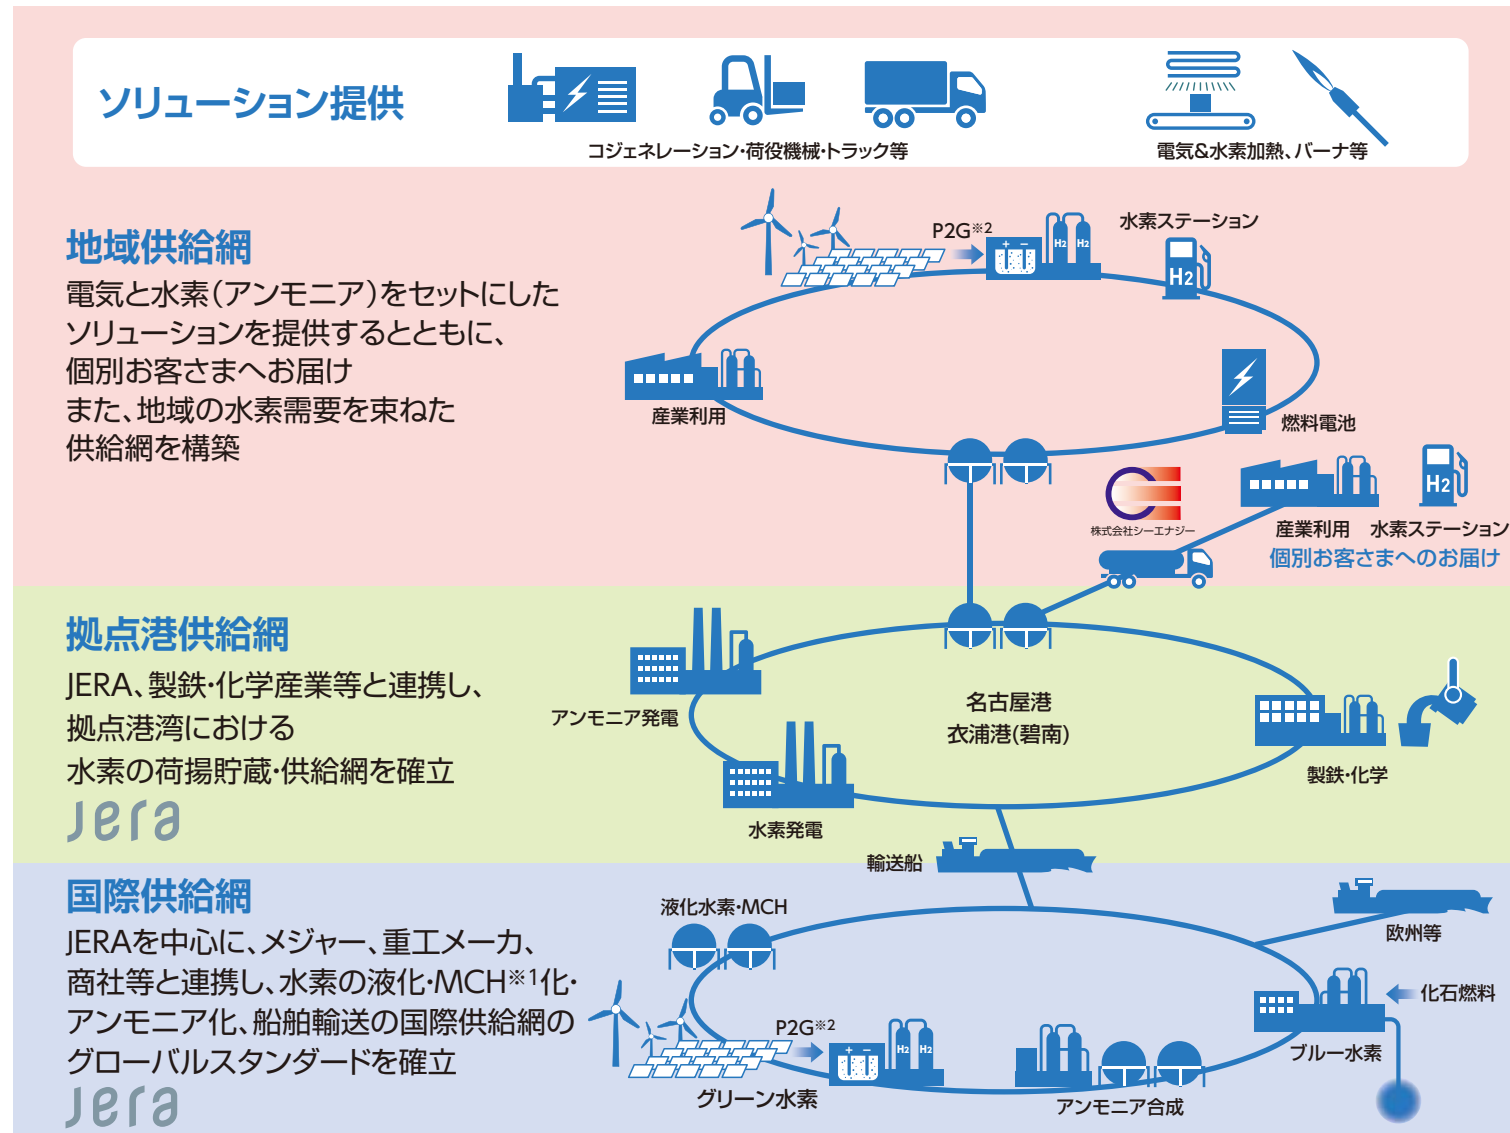 ソリューション提供
コジェネレーション・荷役機械・トラック等
電気&水素加熱、バーナ等
地域供給網
電気と水素（アンモニア）をセットにした
ソリューションを提供するとともに、
個別お客さまへお届け
また、地域の水素需要を束ねた
供給網を構築
P2G※2
H2 H2
水素ステーション
H2
産業利用
燃料電池
株式会社シーエナジー
H2
産業利用
水素ステーション
個別お客さまへのお届け
拠点港供給網
JERA、製鉄・化学産業等と連携し、
拠点港湾における
水素の荷揚貯蔵・供給網を確立
Jera
アンモニア発電
名古屋港
衣浦港(碧南)
水素発電
製鉄・化学
輸送船
国際供給網
JERAを中心に、メジャー、重工メーカ、
商社等と連携し、水素の液化・MCH※1化・
アンモニア化、船舶輸送の国際供給網の
グローバルスタンダードを確立
Jera
液化水素・MCH
欧州等
化石燃料
ブルー水素
P2G※2
H2 H2
グリーン水素
アンモニア合成